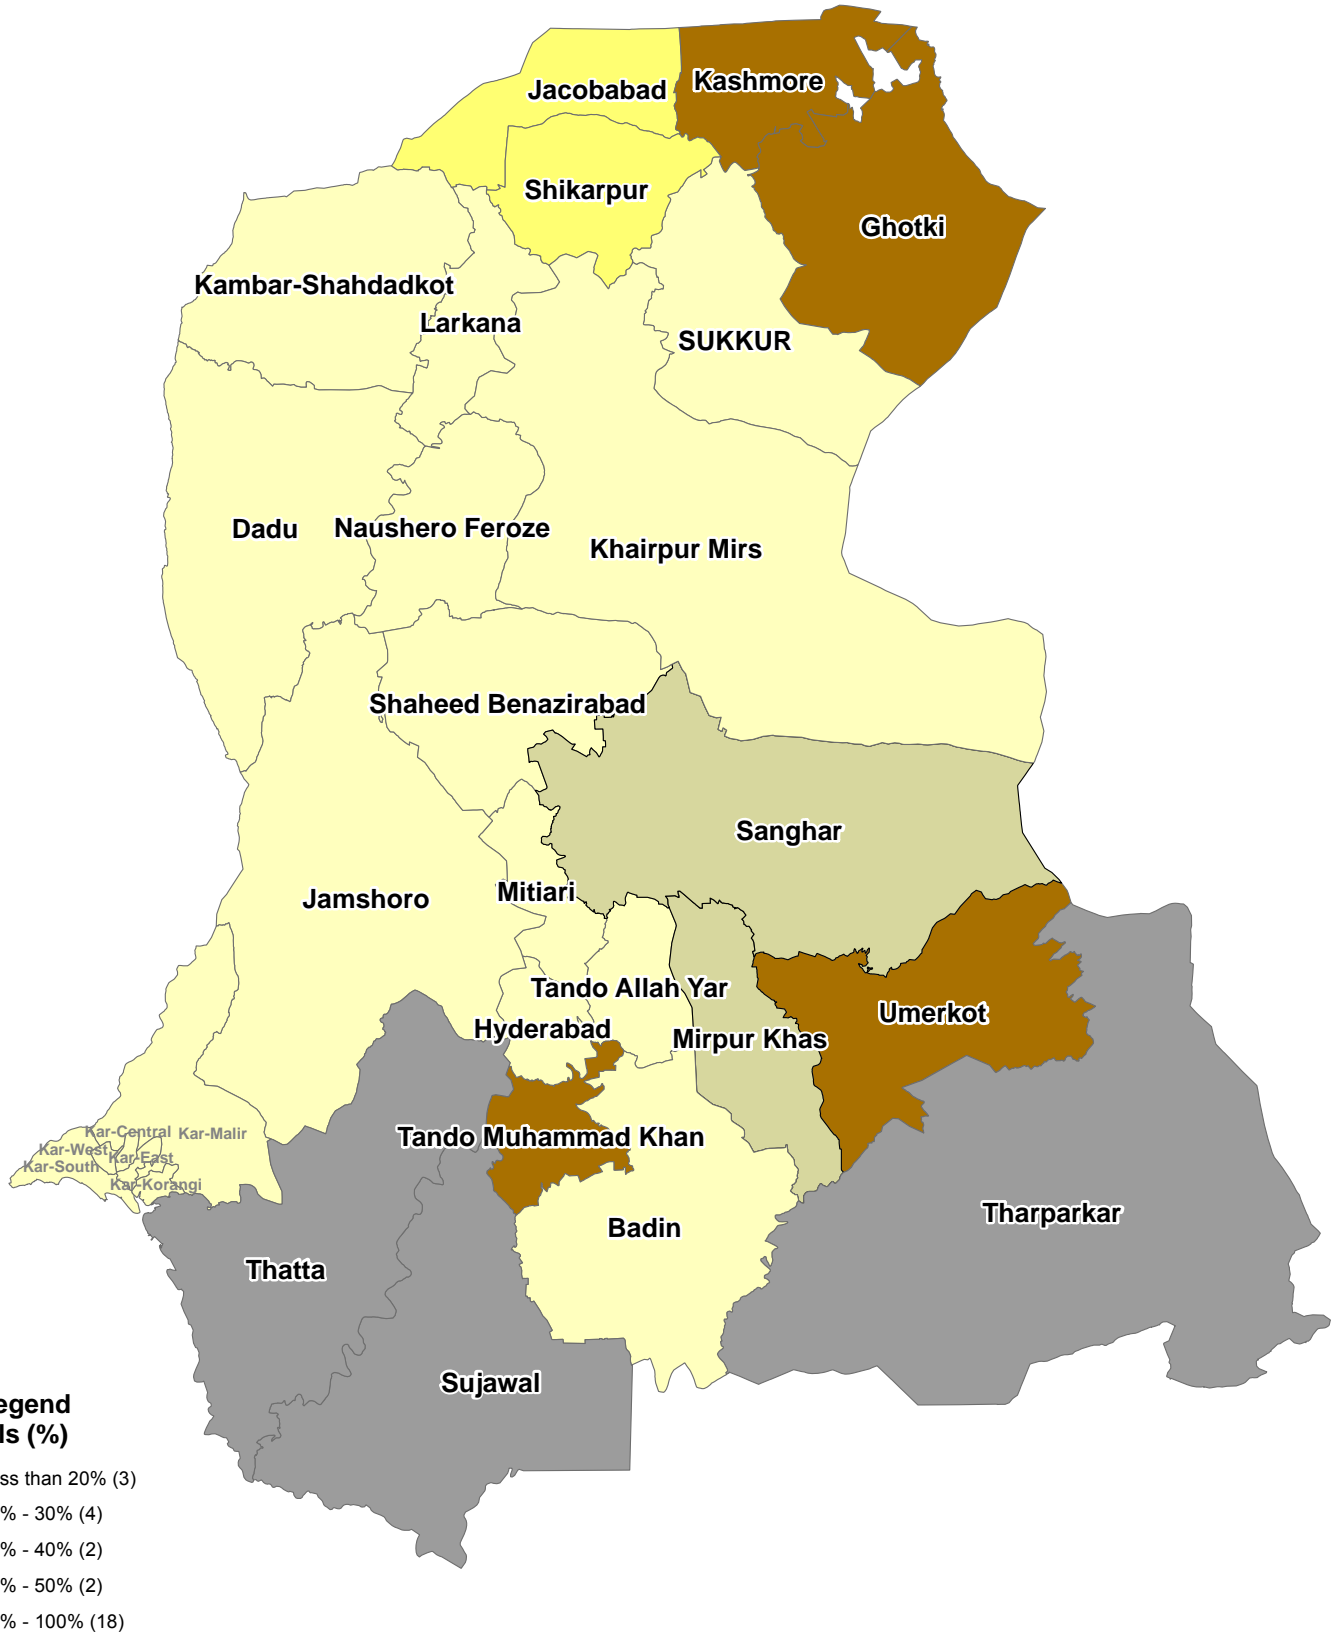 Jacobabad
Kashmore
Shikarpur
Ghotki
Kambar-Shahdadkot
Larkana
SUKKUR
Dadu
Naushero Feroze
Khairpur Mirs
Shaheed Benazirabad
Sanghar
Jamshoro
Mitiari
Tando Allah Yar
Umerkot
Hyderabad
Mirpur Khas
Kar-Central
Kar-Malir
Kar-West
Kar-East
Kar-South
Kar-Korangi
Tando Muhammad Khan
Tharparkar
Badin
Thatta
Sujawal
egend
ls (%)
ss than 20% (3)
% - 30% (4)
% - 40% (2)
% - 50% (2)
% - 100% (18)